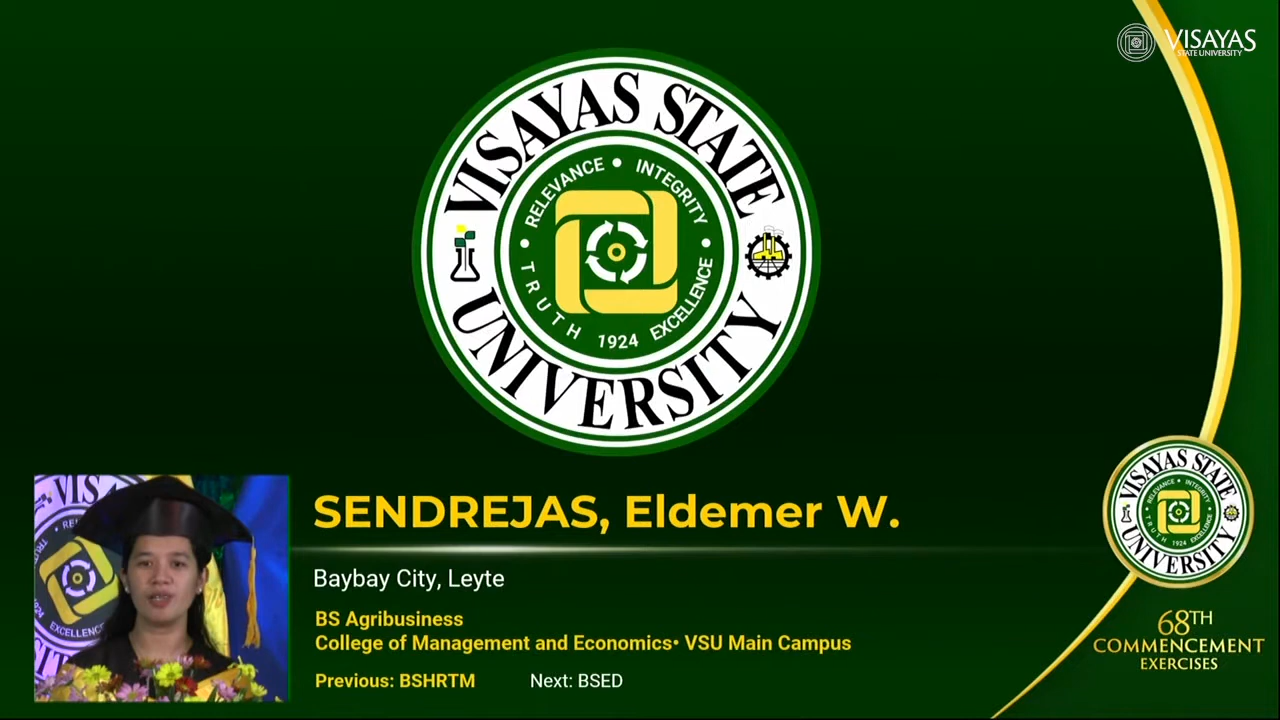 VISAYAS
STATE UNIVERSITY
VISAYAS STATE
UNIVERSITY
RELEVANCE • INTEGRITY
TRUTH 1924 EXCELLENCE
SENDREJAS, Eldemer W.
Baybay City, Leyte
BS Agribusiness
College of Management and Economics• VSU Main Campus
Previous: BSHRTM Next: BSED
VISAYAS STATE
UNIVERSITY
RELEVANCE • INTEGRITY
TRUTH 1924 EXCELLENCE
68TH
COMMENCEMENT
EXERCISES
VIS
EXCELLENCE